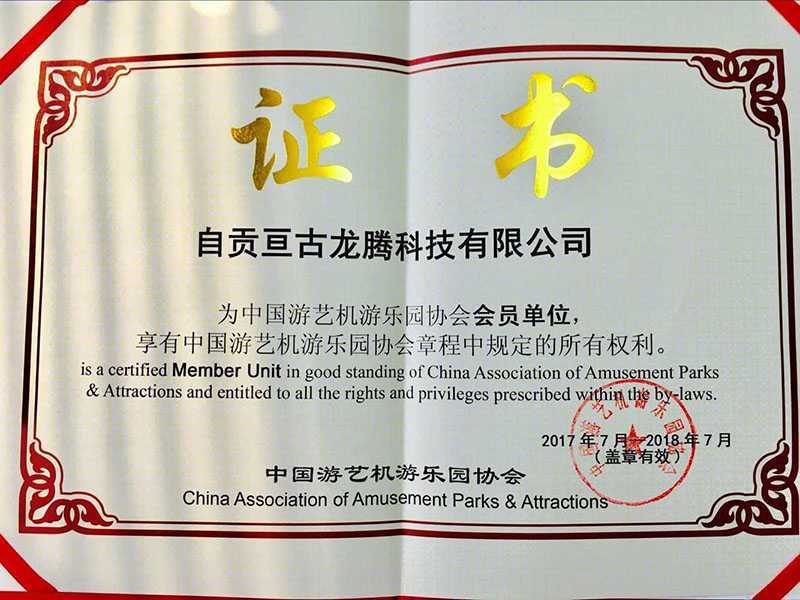 证书
自贡亘古龙腾科技有限公司
为中国游艺机游乐园协会会员单位，
享有中国游艺机游乐园协会章程中规定的所有权利。
is a certified Member Unit in good standing of China Association of Amusement Parks
& Attractions and entitled to all the rights and privileges prescribed within the by-laws.
2017年7月—2018年7月
（盖章有效）
中国游艺机游乐园协会
China Association of Amusement Parks & Attractions